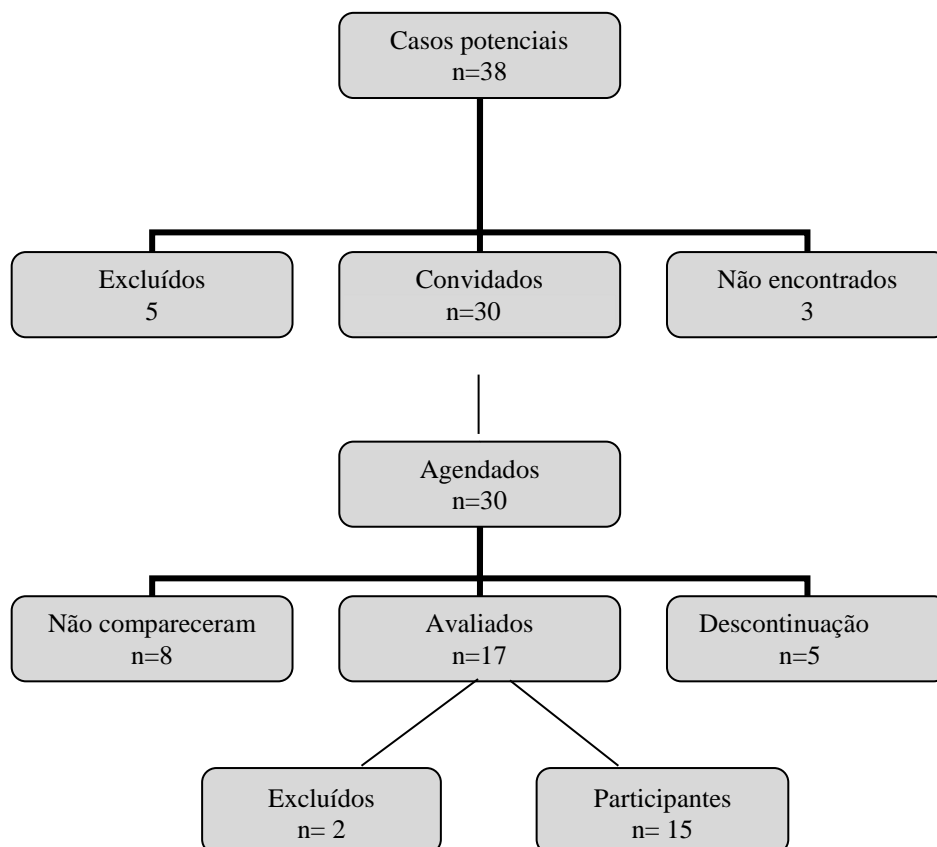 Casos potenciais
n=38
Excluídos
5
Convidados
n=30
Não encontrados
3
Agendados
n=30
Não compareceram
n=8
Avaliados
n=17
Descontinuação
n=5
Excluídos
n= 2
Participantes
n= 15